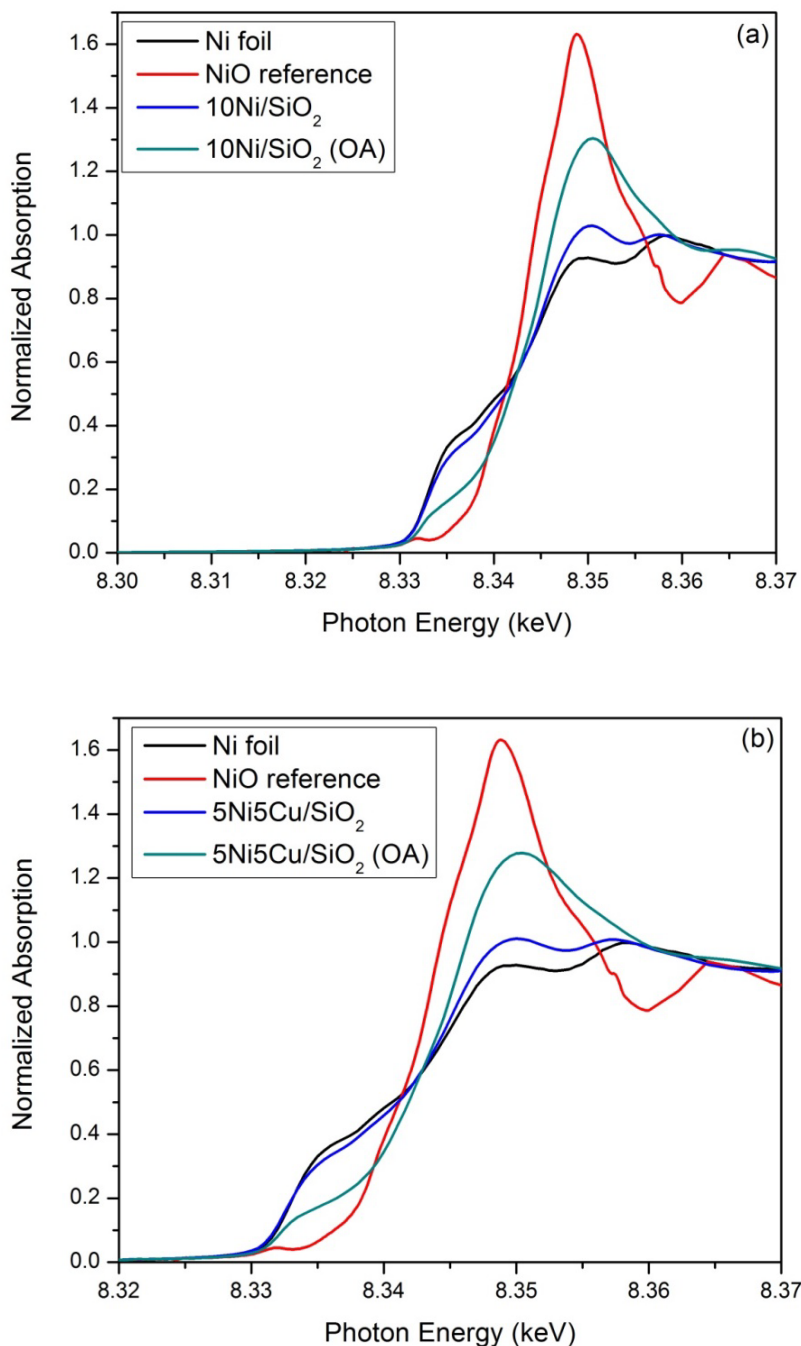 (a)
Ni foil
NiO reference
10Ni/SiO₂
10Ni/SiO₂ (OA)
Normalized Absorption
1.6
1.4
1.2
1.0
0.8
0.6
0.4
0.2
0.0
8.30 8.31 8.32 8.33 8.34 8.35 8.36 8.37
Photon Energy (keV)
(b)
Ni foil
NiO reference
5Ni5Cu/SiO₂
5Ni5Cu/SiO₂ (OA)
Normalized Absorption
1.6
1.4
1.2
1.0
0.8
0.6
0.4
0.2
0.0
8.32 8.33 8.34 8.35 8.36 8.37
Photon Energy (keV)